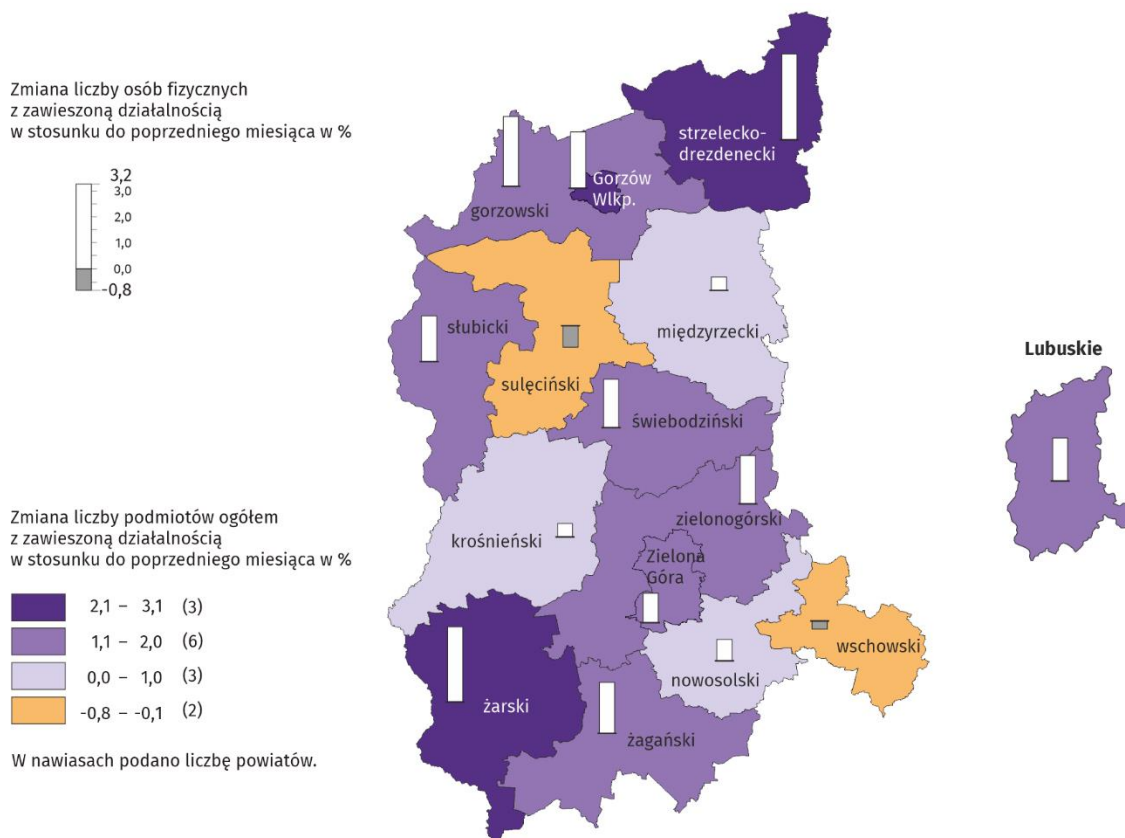 Zmiana liczby osób fizycznych
z zawieszoną działalnością
w stosunku do poprzedniego miesiąca w %
3,2
3,0
2,0
1,0
0,0
-0,8
Zmiana liczby podmiotów ogółem
z zawieszoną działalnością
w stosunku do poprzedniego miesiąca w %
2,1 – 3,1 (3)
1,1 – 2,0 (6)
0,0 – 1,0 (3)
-0,8 – -0,1 (2)
W nawiasach podano liczbę powiatów.
strzelecko-
drezdenecki
Gorzów
Wlkp.
gorzowski
słubicki
międzyrzecki
sulęciński
świebodziński
zielonogórski
krośnieński
Zielona
Góra
wschowski
nowosolski
żarski
żagański
Lubuskie